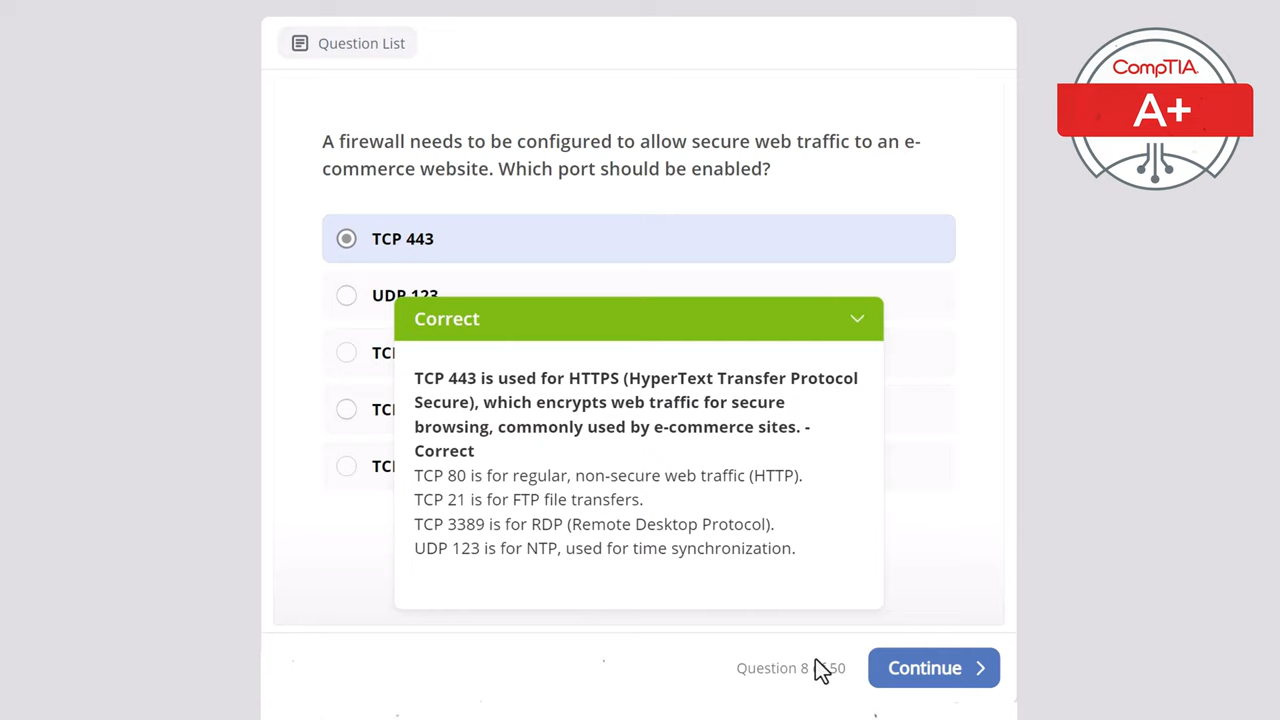 Question List
CompTIA
A+
A firewall needs to be configured to allow secure web traffic to an e-
commerce website. Which port should be enabled?
TCP 443
UDP 123
Correct
TCP 443 is used for HTTPS (HyperText Transfer Protocol
Secure), which encrypts web traffic for secure
browsing, commonly used by e-commerce sites. -
Correct
TCP 80 is for regular, non-secure web traffic (HTTP).
TCP 21 is for FTP file transfers.
TCP 3389 is for RDP (Remote Desktop Protocol).
UDP 123 is for NTP, used for time synchronization.
Question 8 50
Continue